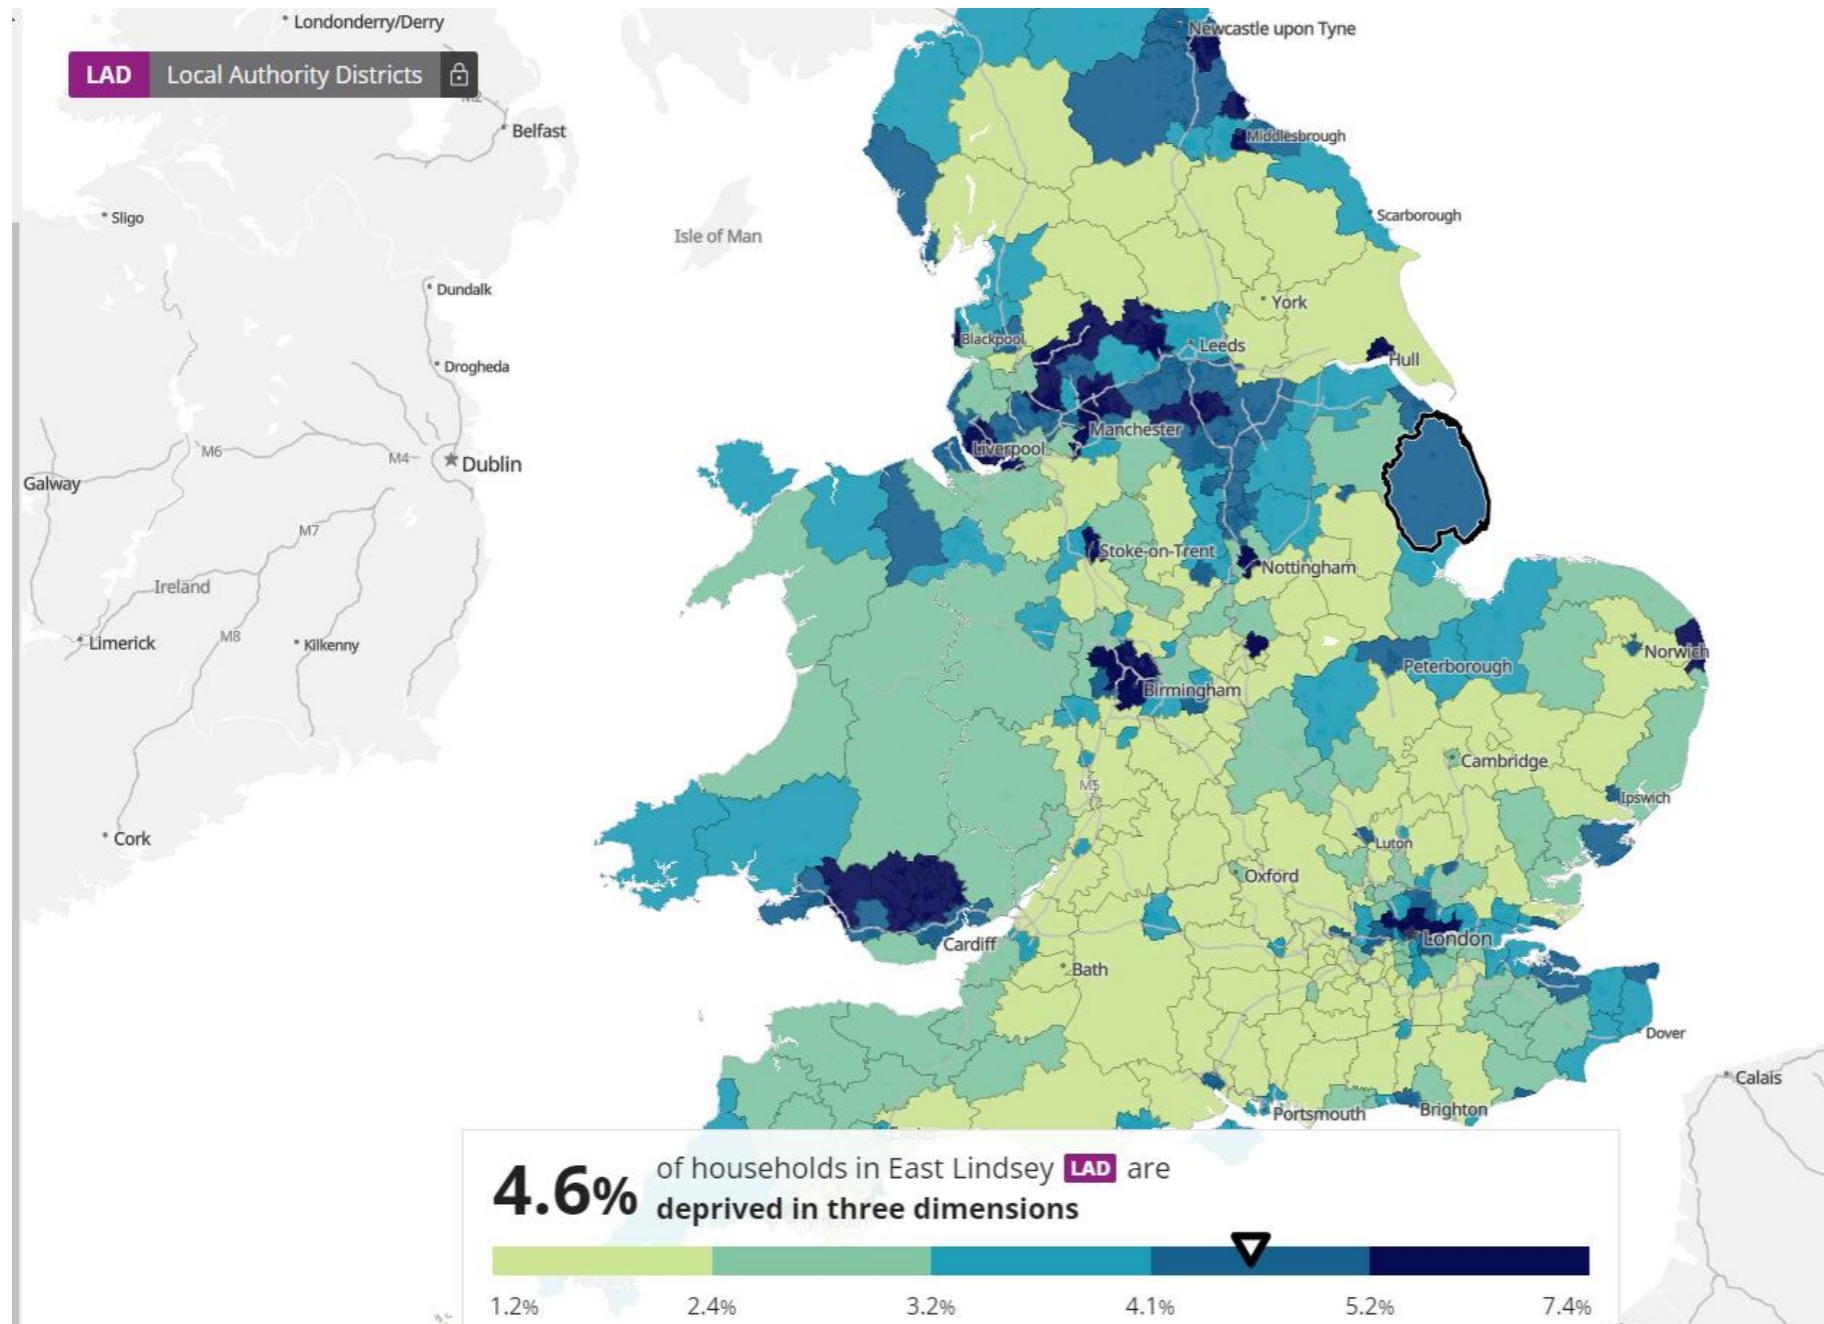 Londonderry/Derry
Newcastle upon Tyne
LAD Local Authority Districts
M2
Belfast
Middlesbrough
Sligo
Scarborough
Isle of Man
Dundalk
York
Blackpool
Leeds
Hull
Drogheda
Manchester
Liverpool
M6
M4
Dublin
Galway
M7
Stoke-on-Trent
Nottingham
Ireland
M8
Limerick
Kilkenny
Norwich
Peterborough
Birmingham
Cambridge
M5
Ipswich
Cork
Luton
Oxford
London
Cardiff
Bath
Dover
Calais
Portsmouth
Brighton
Exeter
4.6% of households in East Lindsey LAD are
deprived in three dimensions
1.2% 2.4% 3.2% 4.1% 5.2% 7.4%